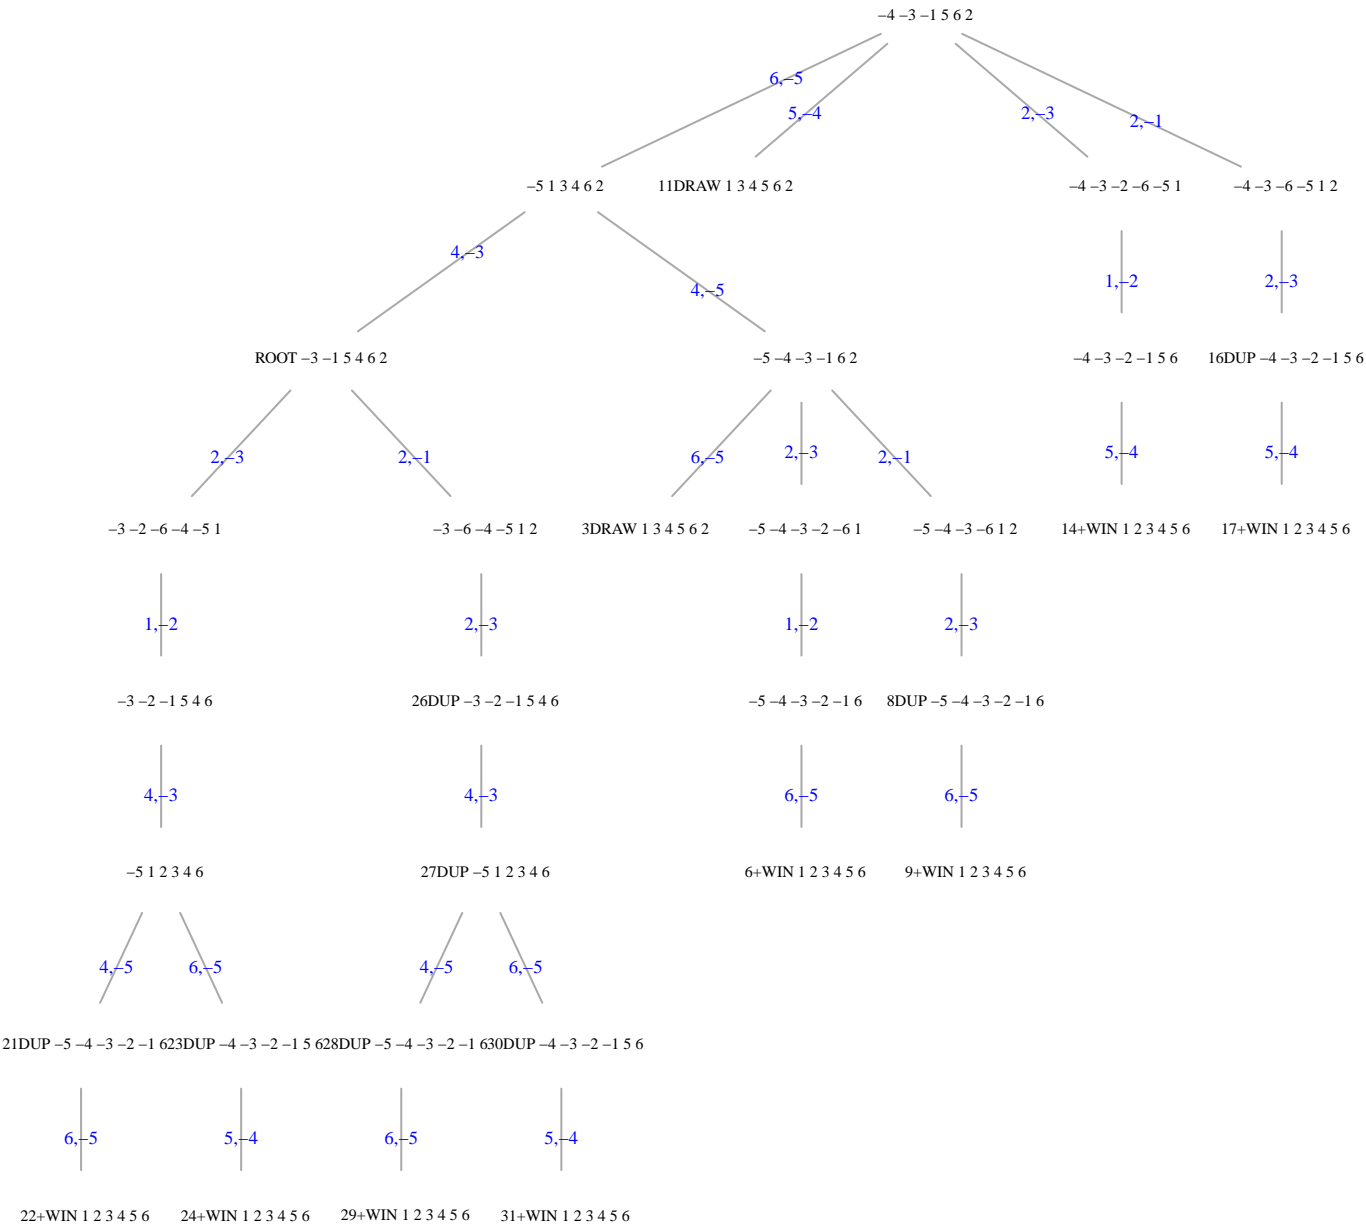 −4 −3 −1 5 6 2
6,−5
5,−4
2,−3
2,−1
−5 1 3 4 6 2
11DRAW 1 3 4 5 6 2
−4 −3 −2 −6 −5 1
−4 −3 −6 −5 1 2
4,−3
4,−5
1,−2
2,−3
ROOT −3 −1 5 4 6 2
−5 −4 −3 −1 6 2
−4 −3 −2 −1 5 6
16DUP −4 −3 −2 −1 5 6
2,−3
2,−1
6,−5
2,−3
2,−1
5,−4
5,−4
−3 −2 −6 −4 −5 1
−3 −6 −4 −5 1 2
3DRAW 1 3 4 5 6 2
−5 −4 −3 −2 −6 1
−5 −4 −3 −6 1 2
14+WIN 1 2 3 4 5 6
17+WIN 1 2 3 4 5 6
1,−2
2,−3
1,−2
2,−3
−3 −2 −1 5 4 6
26DUP −3 −2 −1 5 4 6
−5 −4 −3 −2 −1 6
8DUP −5 −4 −3 −2 −1 6
4,−3
4,−3
6,−5
6,−5
−5 1 2 3 4 6
27DUP −5 1 2 3 4 6
6+WIN 1 2 3 4 5 6
9+WIN 1 2 3 4 5 6
4,−5
6,−5
4,−5
6,−5
21DUP −5 −4 −3 −2 −1 6
23DUP −4 −3 −2 −1 5 6
28DUP −5 −4 −3 −2 −1 6
30DUP −4 −3 −2 −1 5 6
6,−5
5,−4
6,−5
5,−4
22+WIN 1 2 3 4 5 6
24+WIN 1 2 3 4 5 6
29+WIN 1 2 3 4 5 6
31+WIN 1 2 3 4 5 6